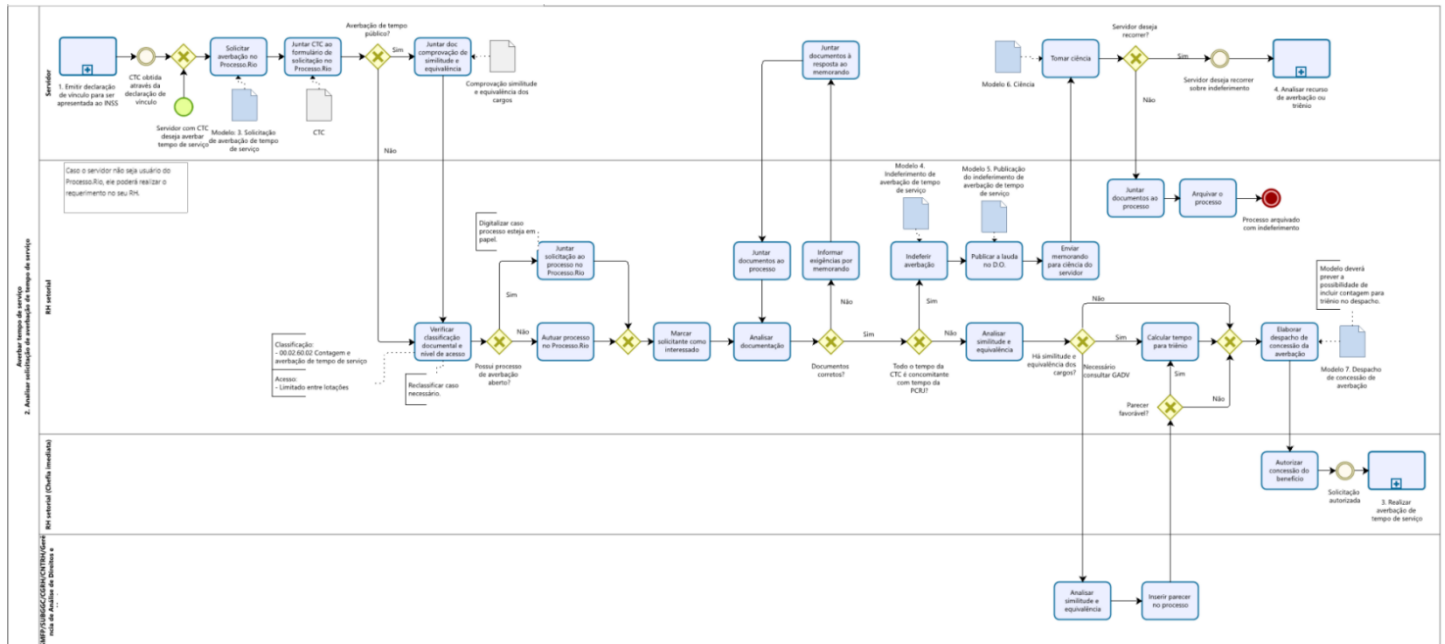 Averbar tempo de serviço
2. Analisar solicitação de averbação de tempo de serviço
Servidor
1. Emitir declaração
de vínculo para ser
apresentada ao INSS
CTC obtida
através da
declaração de
vínculo
Servidor com CTC
deseja averbar
tempo de serviço
Solicitar
averbação no
Processo.Rio
Modelo: 3. Solicitação
de averbação de tempo
de serviço
Juntar CTC ao
formulário de
solicitação no
Processo.Rio
CTC
Averbação de tempo
público?
Sim
Não
Juntar doc
comprovação de
similitude e
equivalência
Comprovação similitude
e equivalência dos
cargos
Juntar
documentos à
resposta ao
memorando
Modelo 6. Ciência
Tomar ciência
Servidor deseja
recorrer?
Sim
Não
Servidor deseja recorrer
sobre indeferimento
4. Analisar recurso
de averbação ou
triênio
RH setorial
Caso o servidor não seja usuário do
Processo.Rio, ele poderá realizar o
requerimento no seu RH.
Classificação:
- 00.02.60.02 Contagem e
averbação de tempo de serviço
Acesso:
- Limitado entre lotações
Verificar
classificação
documental e
nível de acesso
Reclassificar caso
necessário.
Possui processo de
averbação aberto?
Sim
Não
Digitalizar caso
processo esteja em
papel.
Juntar
solicitação ao
processo no
Processo.Rio
Autuar processo
no Processo.Rio
Marcar
solicitante como
interessado
Juntar
documentos ao
processo
Analisar
documentação
Informar
exigências por
memorando
Documentos
corretos?
Não
Sim
Modelo 4.
Indeferimento de
averbação de tempo
de serviço
Modelo 5. Publicação
do indeferimento de
averbação de tempo
de serviço
Indeferir
averbação
Publicar a lauda
no D.O.
Enviar
memorando
para ciência do
servidor
Sim
Não
Todo o tempo da
CTC é concomitante
com tempo da
PCRJ?
Analisar
similitude e
equivalência
Há similitude e
equivalência dos
cargos?
Não
Sim
Necessário
consultar GADV
Calcular tempo
para triênio
Sim
Não
Parecer
favorável?
Juntar
documentos ao
processo
Arquivar o
processo
Processo arquivado
com indeferimento
Elaborar
despacho de
concessão da
averbação
Modelo deverá
prever a
possibilidade de
incluir contagem para
triênio no despacho.
Modelo 7. Despacho
de concessão de
averbação
RH setorial (Chefia imediata)
Autorizar
concessão do
benefício
Solicitação
autorizada
3. Realizar
averbação de
tempo de serviço
MFP/SUBGGC/CGRH/CNTRH/Gerê
ncia de Análise de Direitos e
Analisar
similitude e
equivalência
Inserir parecer
no processo